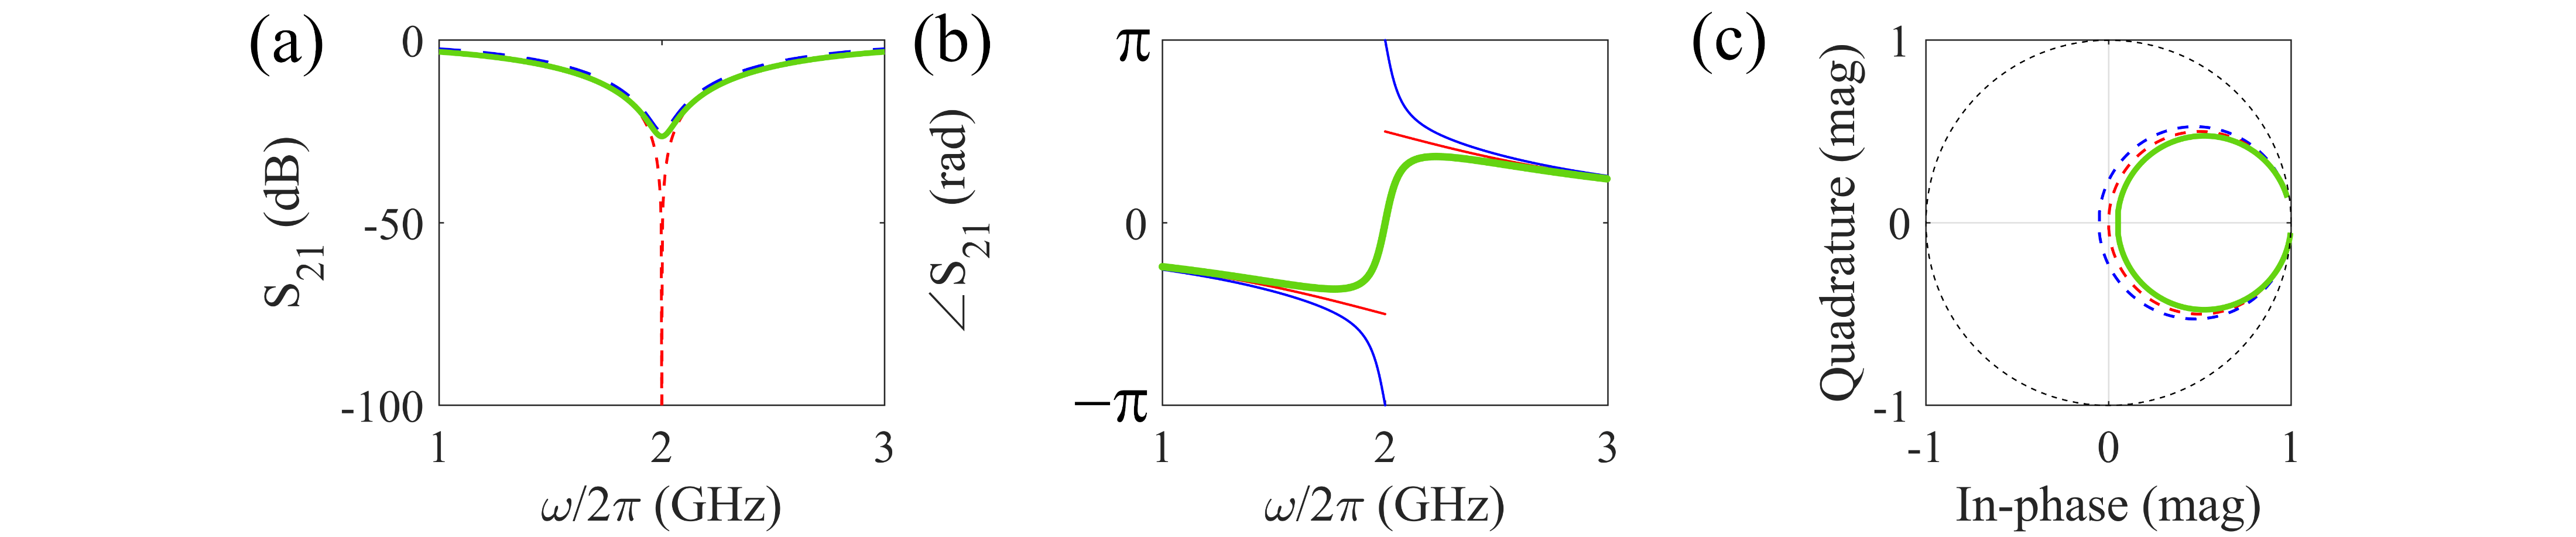 (a)
0
-50
-100
S21 (dB)
1 2 3
ω/2π (GHz)
(b)
π
0
−π
∠S21 (rad)
1 2 3
ω/2π (GHz)
(c)
1
0
-1
Quadrature (mag)
-1 0 1
In-phase (mag)